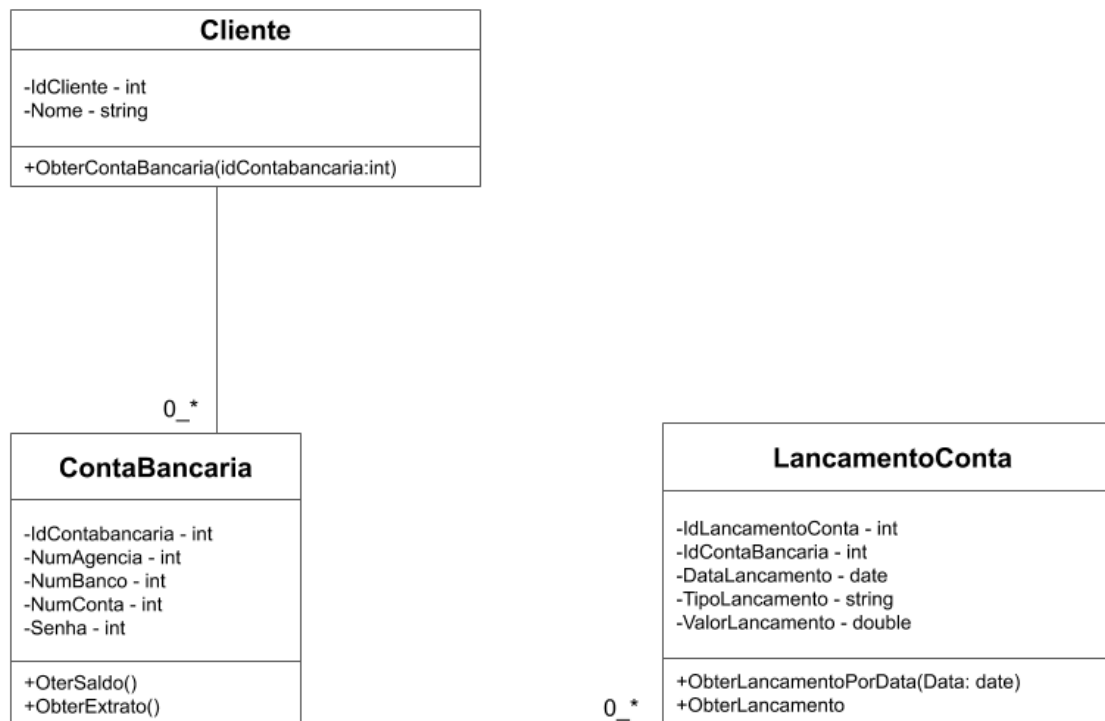 Cliente
-IdCliente - int
-Nome - string
+ObterContaBancaria(idContabancaria:int)
0_*
ContaBancaria
-IdContabancaria - int
-NumAgencia - int
-NumBanco - int
-NumConta - int
-Senha - int
+OterSaldo()
+ObterExtrato()
LancamentoConta
-IdLancamentoConta - int
-IdContaBancaria - int
-DataLancamento - date
-TipoLancamento - string
-ValorLancamento - double
+ObterLancamentoPorData(Data: date)
+ObterLancamento
0_*